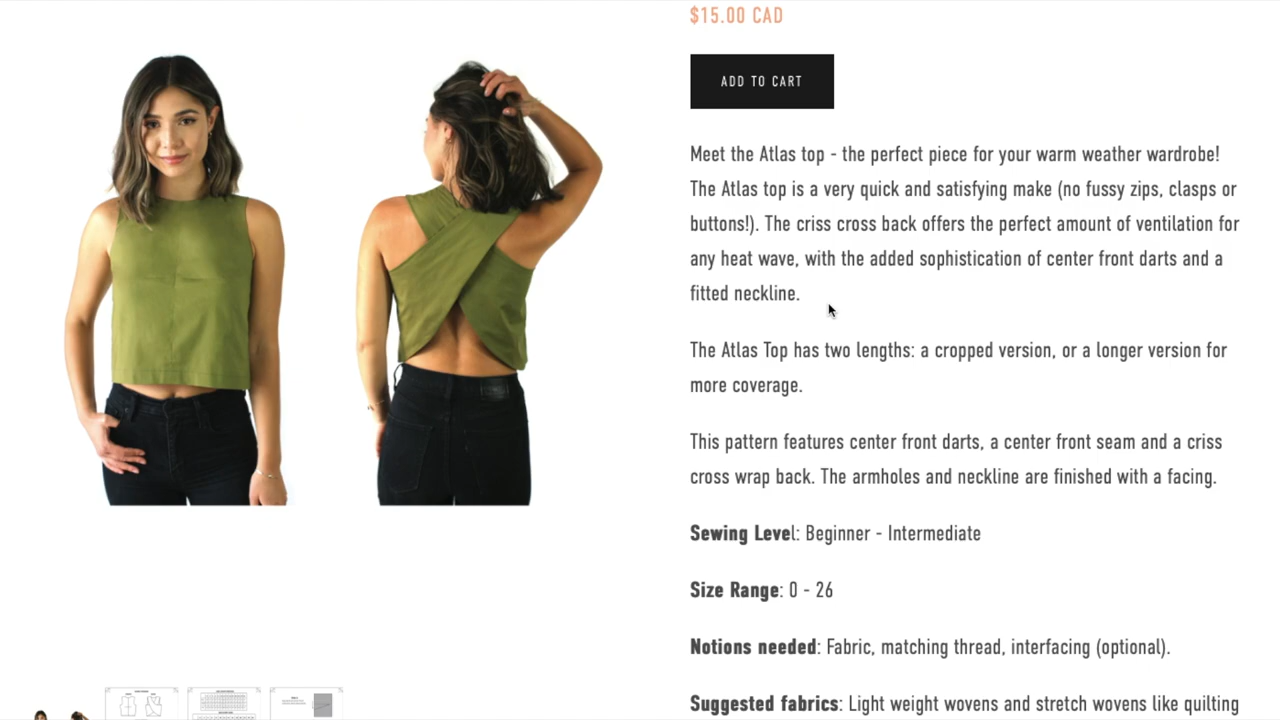 $15.00 CAD
ADD TO CART
Meet the Atlas top - the perfect piece for your warm weather wardrobe!
The Atlas top is a very quick and satisfying make (no fussy zips, clasps or
buttons!). The criss cross back offers the perfect amount of ventilation for
any heat wave, with the added sophistication of center front darts and a
fitted neckline.
The Atlas Top has two lengths: a cropped version, or a longer version for
more coverage.
This pattern features center front darts, a center front seam and a criss
cross wrap back. The armholes and neckline are finished with a facing.
Sewing Level: Beginner - Intermediate
Size Range: 0 - 26
Notions needed: Fabric, matching thread, interfacing (optional).
Suggested fabrics: Light weight wovens and stretch wovens like quilting